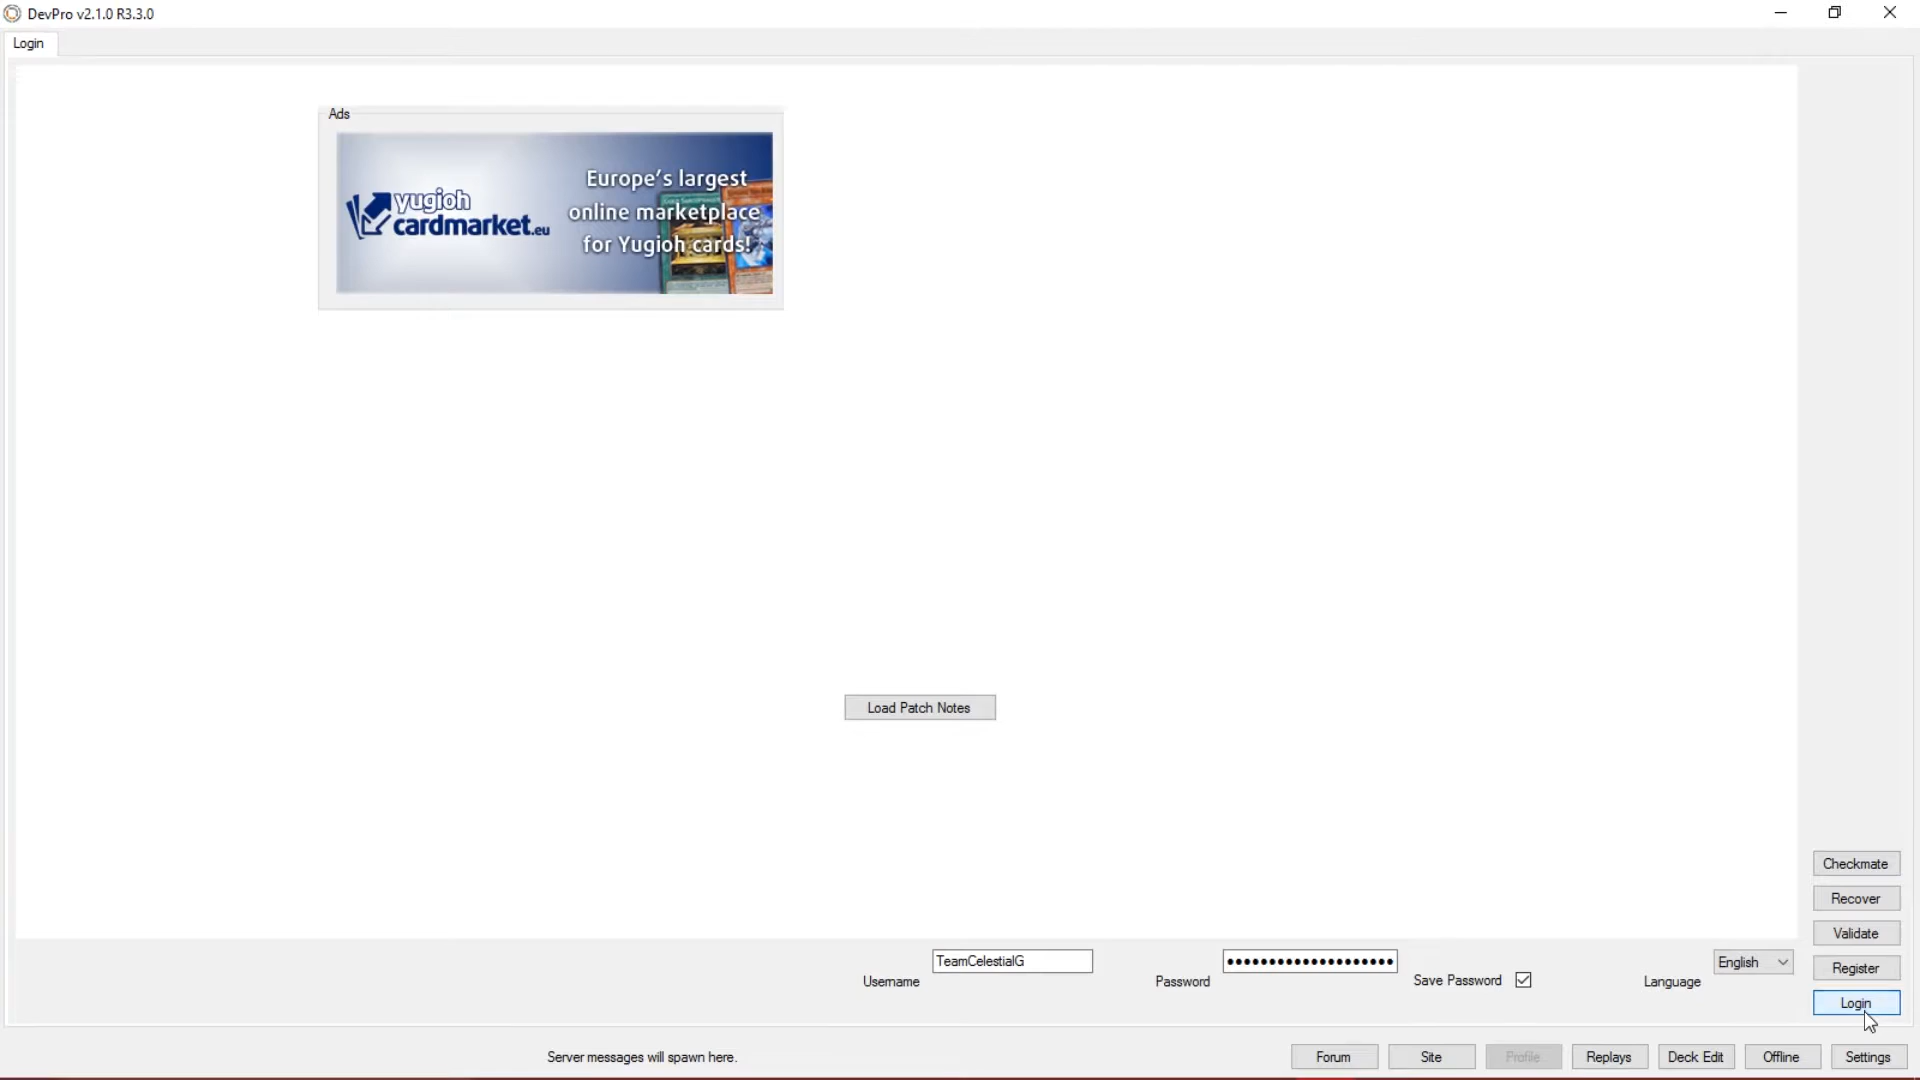 DevPro v2.1.0 R3.3.0
Login
Ads
yugioh
cardmarket.eu
Europe's largest
online marketplace
for Yugioh cards!
Load Patch Notes
Checkmate
Recover
Validate
Register
Login
Username
TeamCelestialG
Password
Save Password
Language
English
Server messages will spawn here.
Forum
Site
Profile
Replays
Deck Edit
Offline
Settings